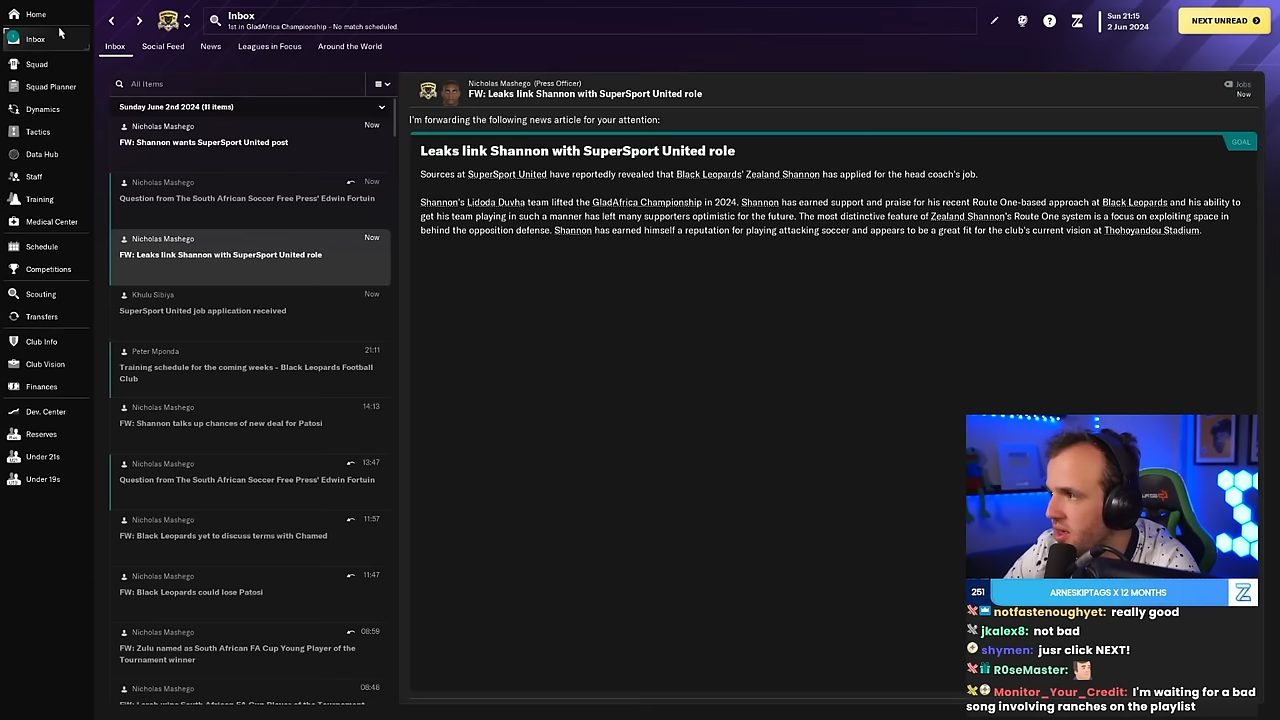 Home
Inbox
Squad
Squad Planner
Dynamics
Tactics
Data Hub
Staff
Training
Medical Center
Schedule
Competitions
Scouting
Transfers
Club Info
Club Vision
Finances
Dev. Center
Reserves
Under 21s
Under 19s
Inbox
1st in GladAfrica Championship - No match scheduled.
Sun 21:15
2 Jun 2024
NEXT UNREAD
Inbox Social Feed News Leagues in Focus Around the World
All Items
Sunday June 2nd 2024 (11 items)
Nicholas Mashego Now
FW: Shannon wants SuperSport United post
Nicholas Mashego Now
Question from The South African Soccer Free Press' Edwin Fortuin
Nicholas Mashego Now
FW: Leaks link Shannon with SuperSport United role
Khulu Sibiya Now
SuperSport United job application received
Peter Mponda 21:11
Training schedule for the coming weeks - Black Leopards Football
Club
Nicholas Mashego 14:13
FW: Shannon talks up chances of new deal for Patosi
Nicholas Mashego 13:47
Question from The South African Soccer Free Press' Edwin Fortuin
Nicholas Mashego 11:57
FW: Black Leopards yet to discuss terms with Chamed
Nicholas Mashego 11:47
FW: Black Leopards could lose Patosi
Nicholas Mashego 08:59
FW: Zulu named as South African FA Cup Young Player of the
Tournament winner
Nicholas Mashego 08:46
Nicholas Mashego (Press Officer)
FW: Leaks link Shannon with SuperSport United role
Jobs
Now
I'm forwarding the following news article for your attention:
GOAL
Leaks link Shannon with SuperSport United role
Sources at SuperSport United have reportedly revealed that Black Leopards' Zealand Shannon has applied for the head coach's job.
Shannon's Lidoda Duvha team lifted the GladAfrica Championship in 2024. Shannon has earned support and praise for his recent Route One-based approach at Black Leopards and his ability to
get his team playing in such a manner has left many supporters optimistic for the future. The most distinctive feature of Zealand Shannon's Route One system is a focus on exploiting space in
behind the opposition defense. Shannon has earned himself a reputation for playing attacking soccer and appears to be a great fit for the club's current vision at Thohoyandou Stadium.
251 ARNESKIPTAGS X 12 MONTHS
notfastenoughyet: really good
jkalex8: not bad
shymen: jusr click NEXT!
R0seMaster:
Monitor_Your_Credit: I'm waiting for a bad
song involving ranches on the playlist